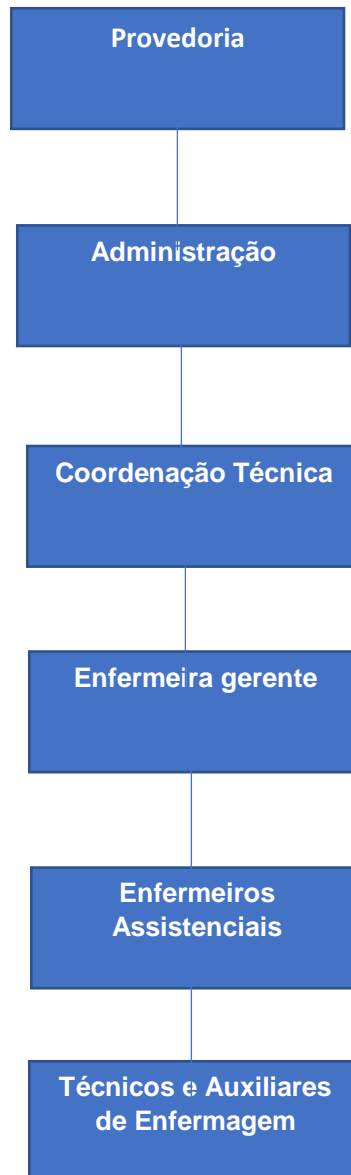 Provedoria
Administração
Coordenação Técnica
Enfermeira gerente
Enfermeiros
Assistenciais
Técnicos e Auxiliares
de Enfermagem